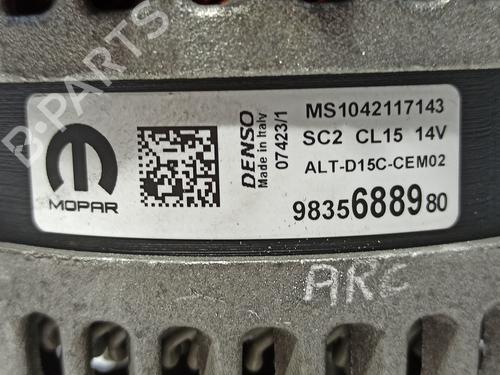 B-PARTS
MOPAR
DENSO
Made in Italy
07423/1
MS1042117143
SC2 CL15 14V
ALT-D15C-CEM02
9835688980
ARC